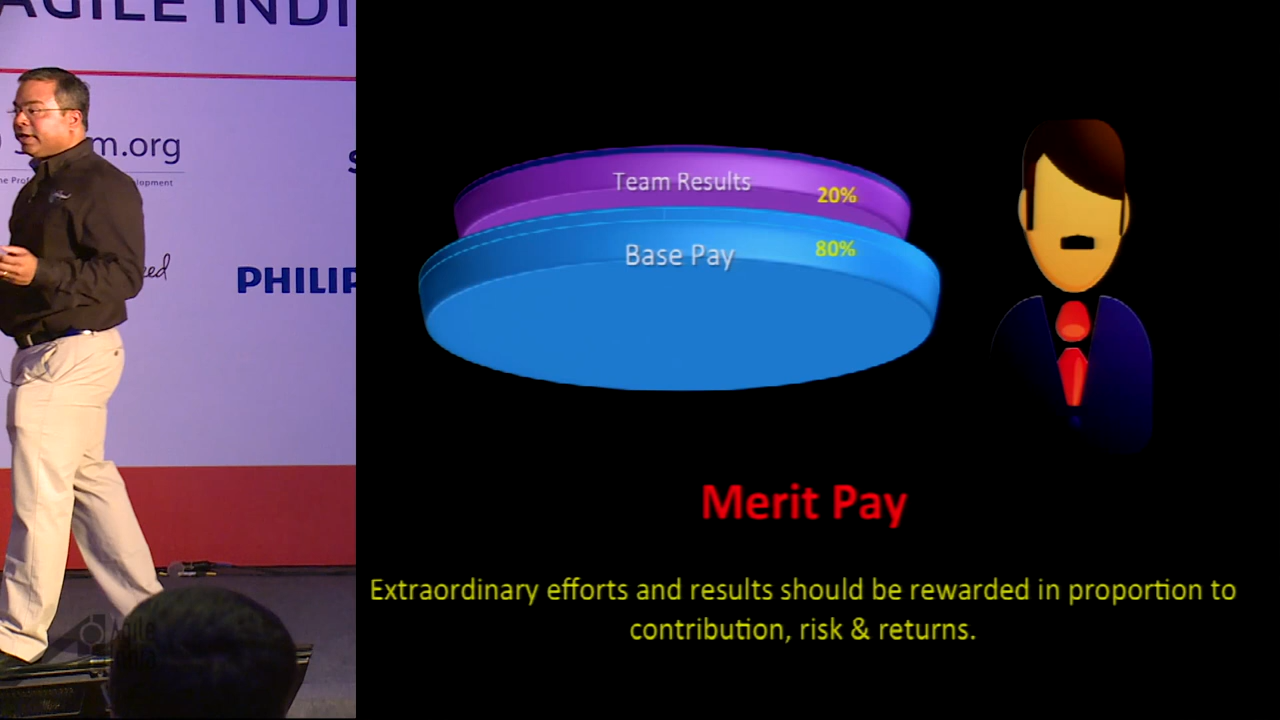 AGILE INDI
m.org
PHILIP
Team Results
20%
Base Pay
80%
Merit Pay
Extraordinary efforts and results should be rewarded in proportion to
contribution, risk & returns.